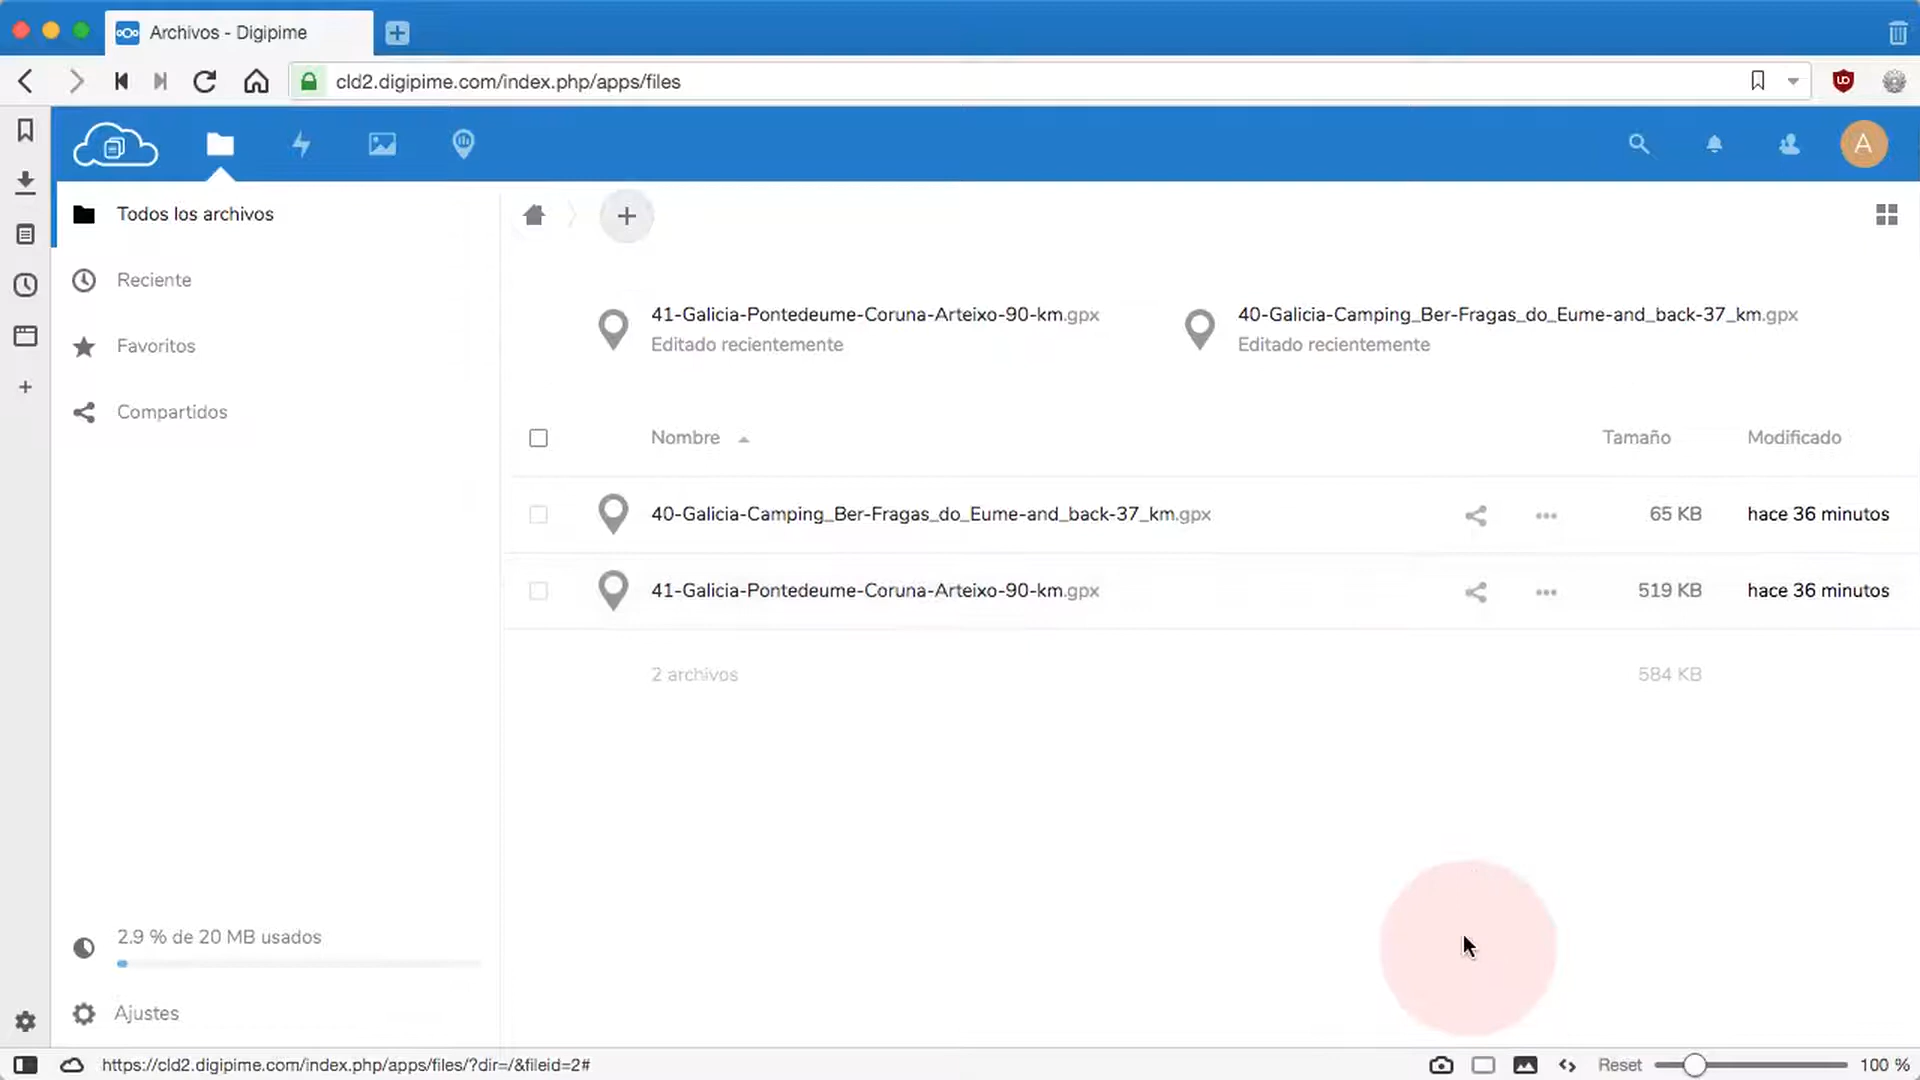 Archivos - Digipime
cld2.digipime.com/index.php/apps/files
A
Todos los archivos
Reciente
Favoritos
Compartidos
41-Galicia-Pontedeume-Coruna-Arteixo-90-km.gpx
Editado recientemente
40-Galicia-Camping_Ber-Fragas_do_Eume-and_back-37_km.gpx
Editado recientemente
Nombre Tamaño Modificado
40-Galicia-Camping_Ber-Fragas_do_Eume-and_back-37_km.gpx 65 KB hace 36 minutos
41-Galicia-Pontedeume-Coruna-Arteixo-90-km.gpx 519 KB hace 36 minutos
2 archivos 584 KB
2.9 % de 20 MB usados
Ajustes
https://cld2.digipime.com/index.php/apps/files/?dir=/&fileid=2# Reset 100 %